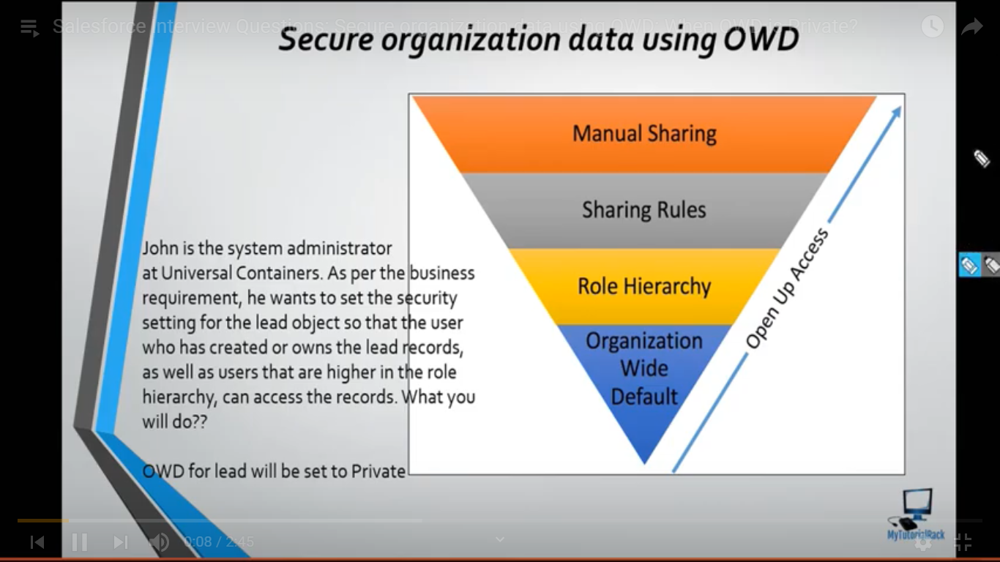 Salesforce Interview Questions: Secure organization data using OWD: When OWD is Private?
Secure organization data using OWD
Manual Sharing
Sharing Rules
Role Hierarchy
Organization
Wide
Default
Open Up Access
John is the system administrator
at Universal Containers. As per the business
requirement, he wants to set the security
setting for the lead object so that the user
who has created or owns the lead records,
as well as users that are higher in the role
hierarchy, can access the records. What you
will do??
OWD for lead will be set to Private
MyTutorialRack
0:08 / 2:45